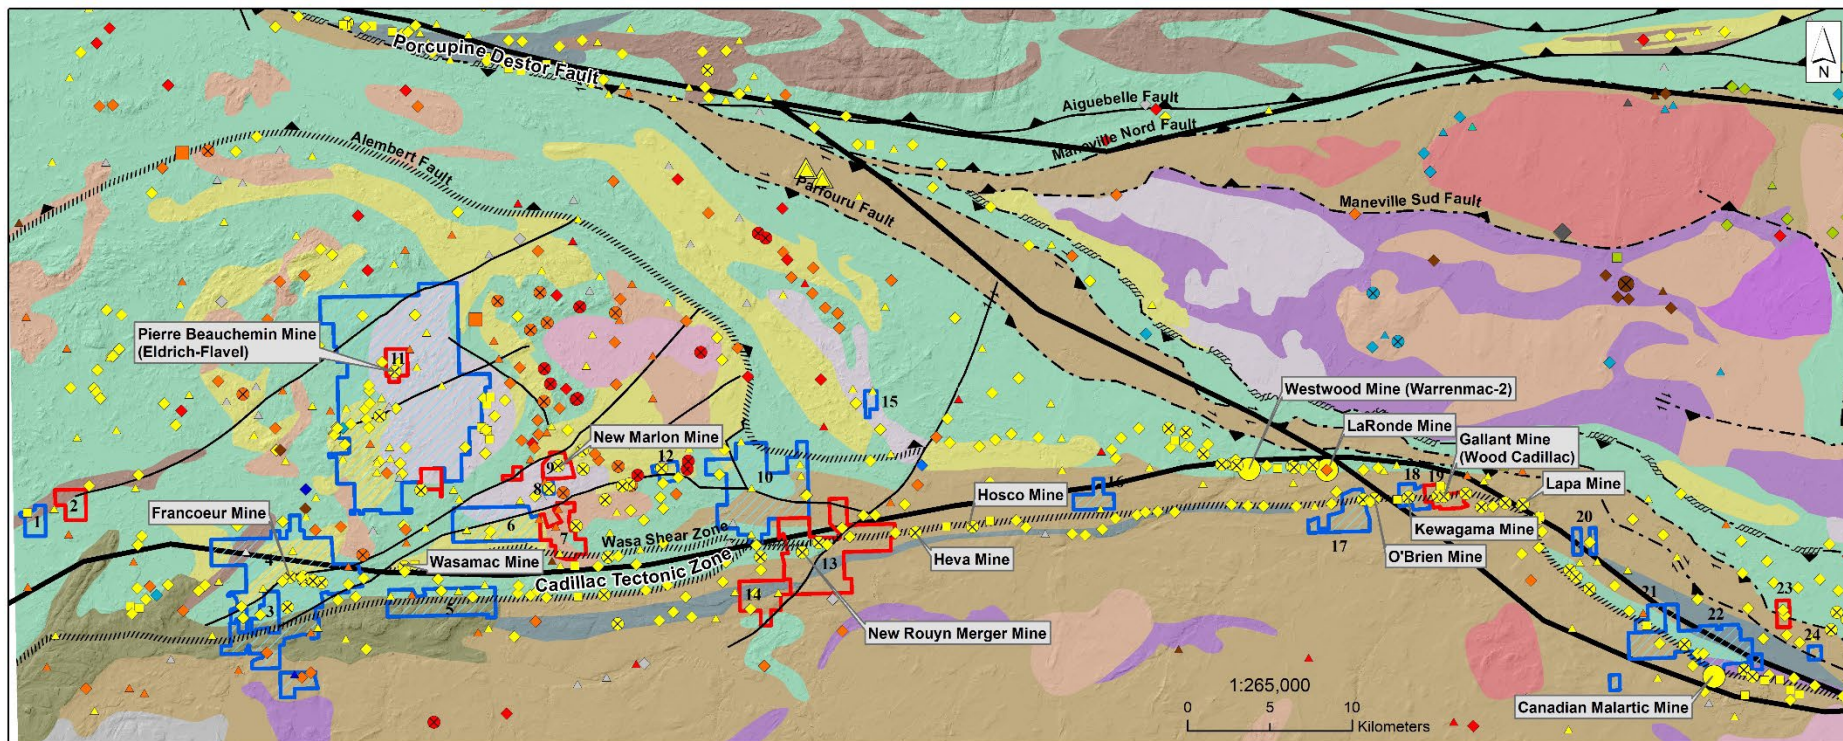 Porcupine Destor Fault
N
Aiguebelle Fault
Maneville Nord Fault
Alembert Fault
Parfouru Fault
Maneville Sud Fault
Pierre Beauchemin Mine
(Eldrich-Flavel)
11
15
Westwood Mine (Warrenmac-2)
LaRonde Mine
New Marlon Mine
Gallant Mine
(Wood Cadillac)
12
9
10
8
18
19
16
Hosco Mine
Lapa Mine
2
1
Francoeur Mine
6
7
Wasa Shear Zone
Kewagama Mine
20
17
O'Brien Mine
4
Wasamac Mine
Cadillac Tectonic Zone
13
Heva Mine
14
5
3
21
22
23
24
New Rouyn Merger Mine
1:265,000
0 5 10
Kilometers
Canadian Malartic Mine